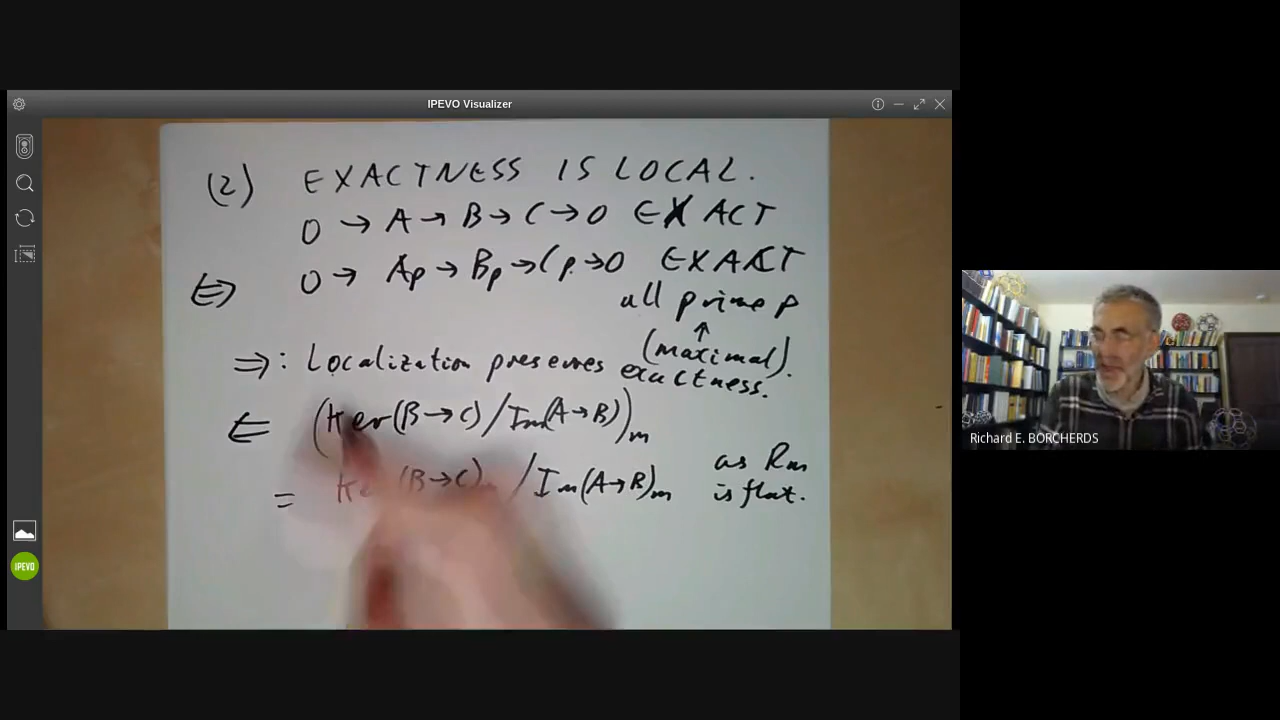 IPEVO Visualizer
(2) EXACTNESS IS LOCAL.
0 → A → B → C → 0 EXACT
⇔ 0 → Ap → Bp → Cp → 0 EXACT
all prime p
↑
(maximal).
⇒: Localization preserves exactness.
⇐ (Ker(B→C)/Im(A→B))m
= (B→C) / Im(A→B)m as Rm is flat.
IPEVO
Richard E. BORCHERDS